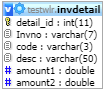 testwlr.invdetail
detail_id : int(11)
Invno : varchar(7)
code : varchar(3)
desc : varchar(50)
amount1 : double
amount2 : double